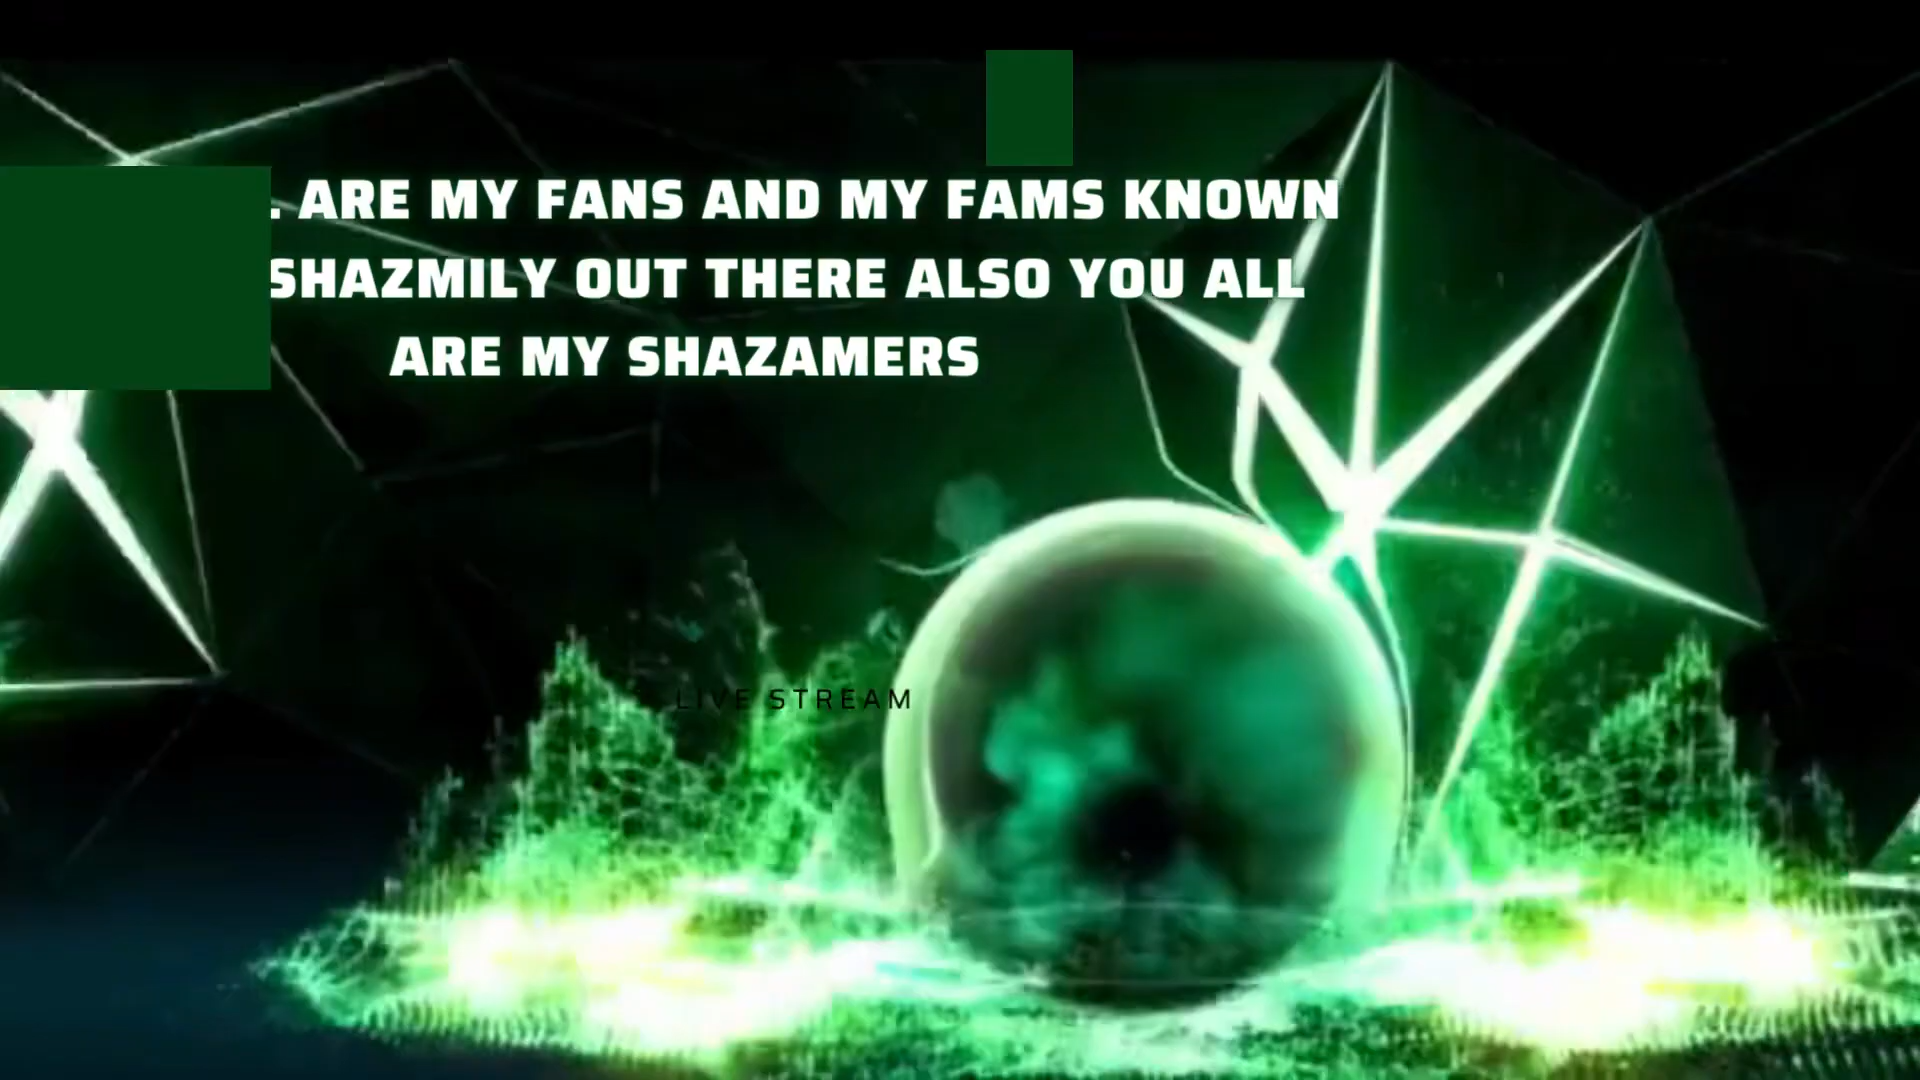 . ARE MY FANS AND MY FAMS KNOWN
SHAZMILY OUT THERE ALSO YOU ALL
ARE MY SHAZAMERS
LIVE STREAM